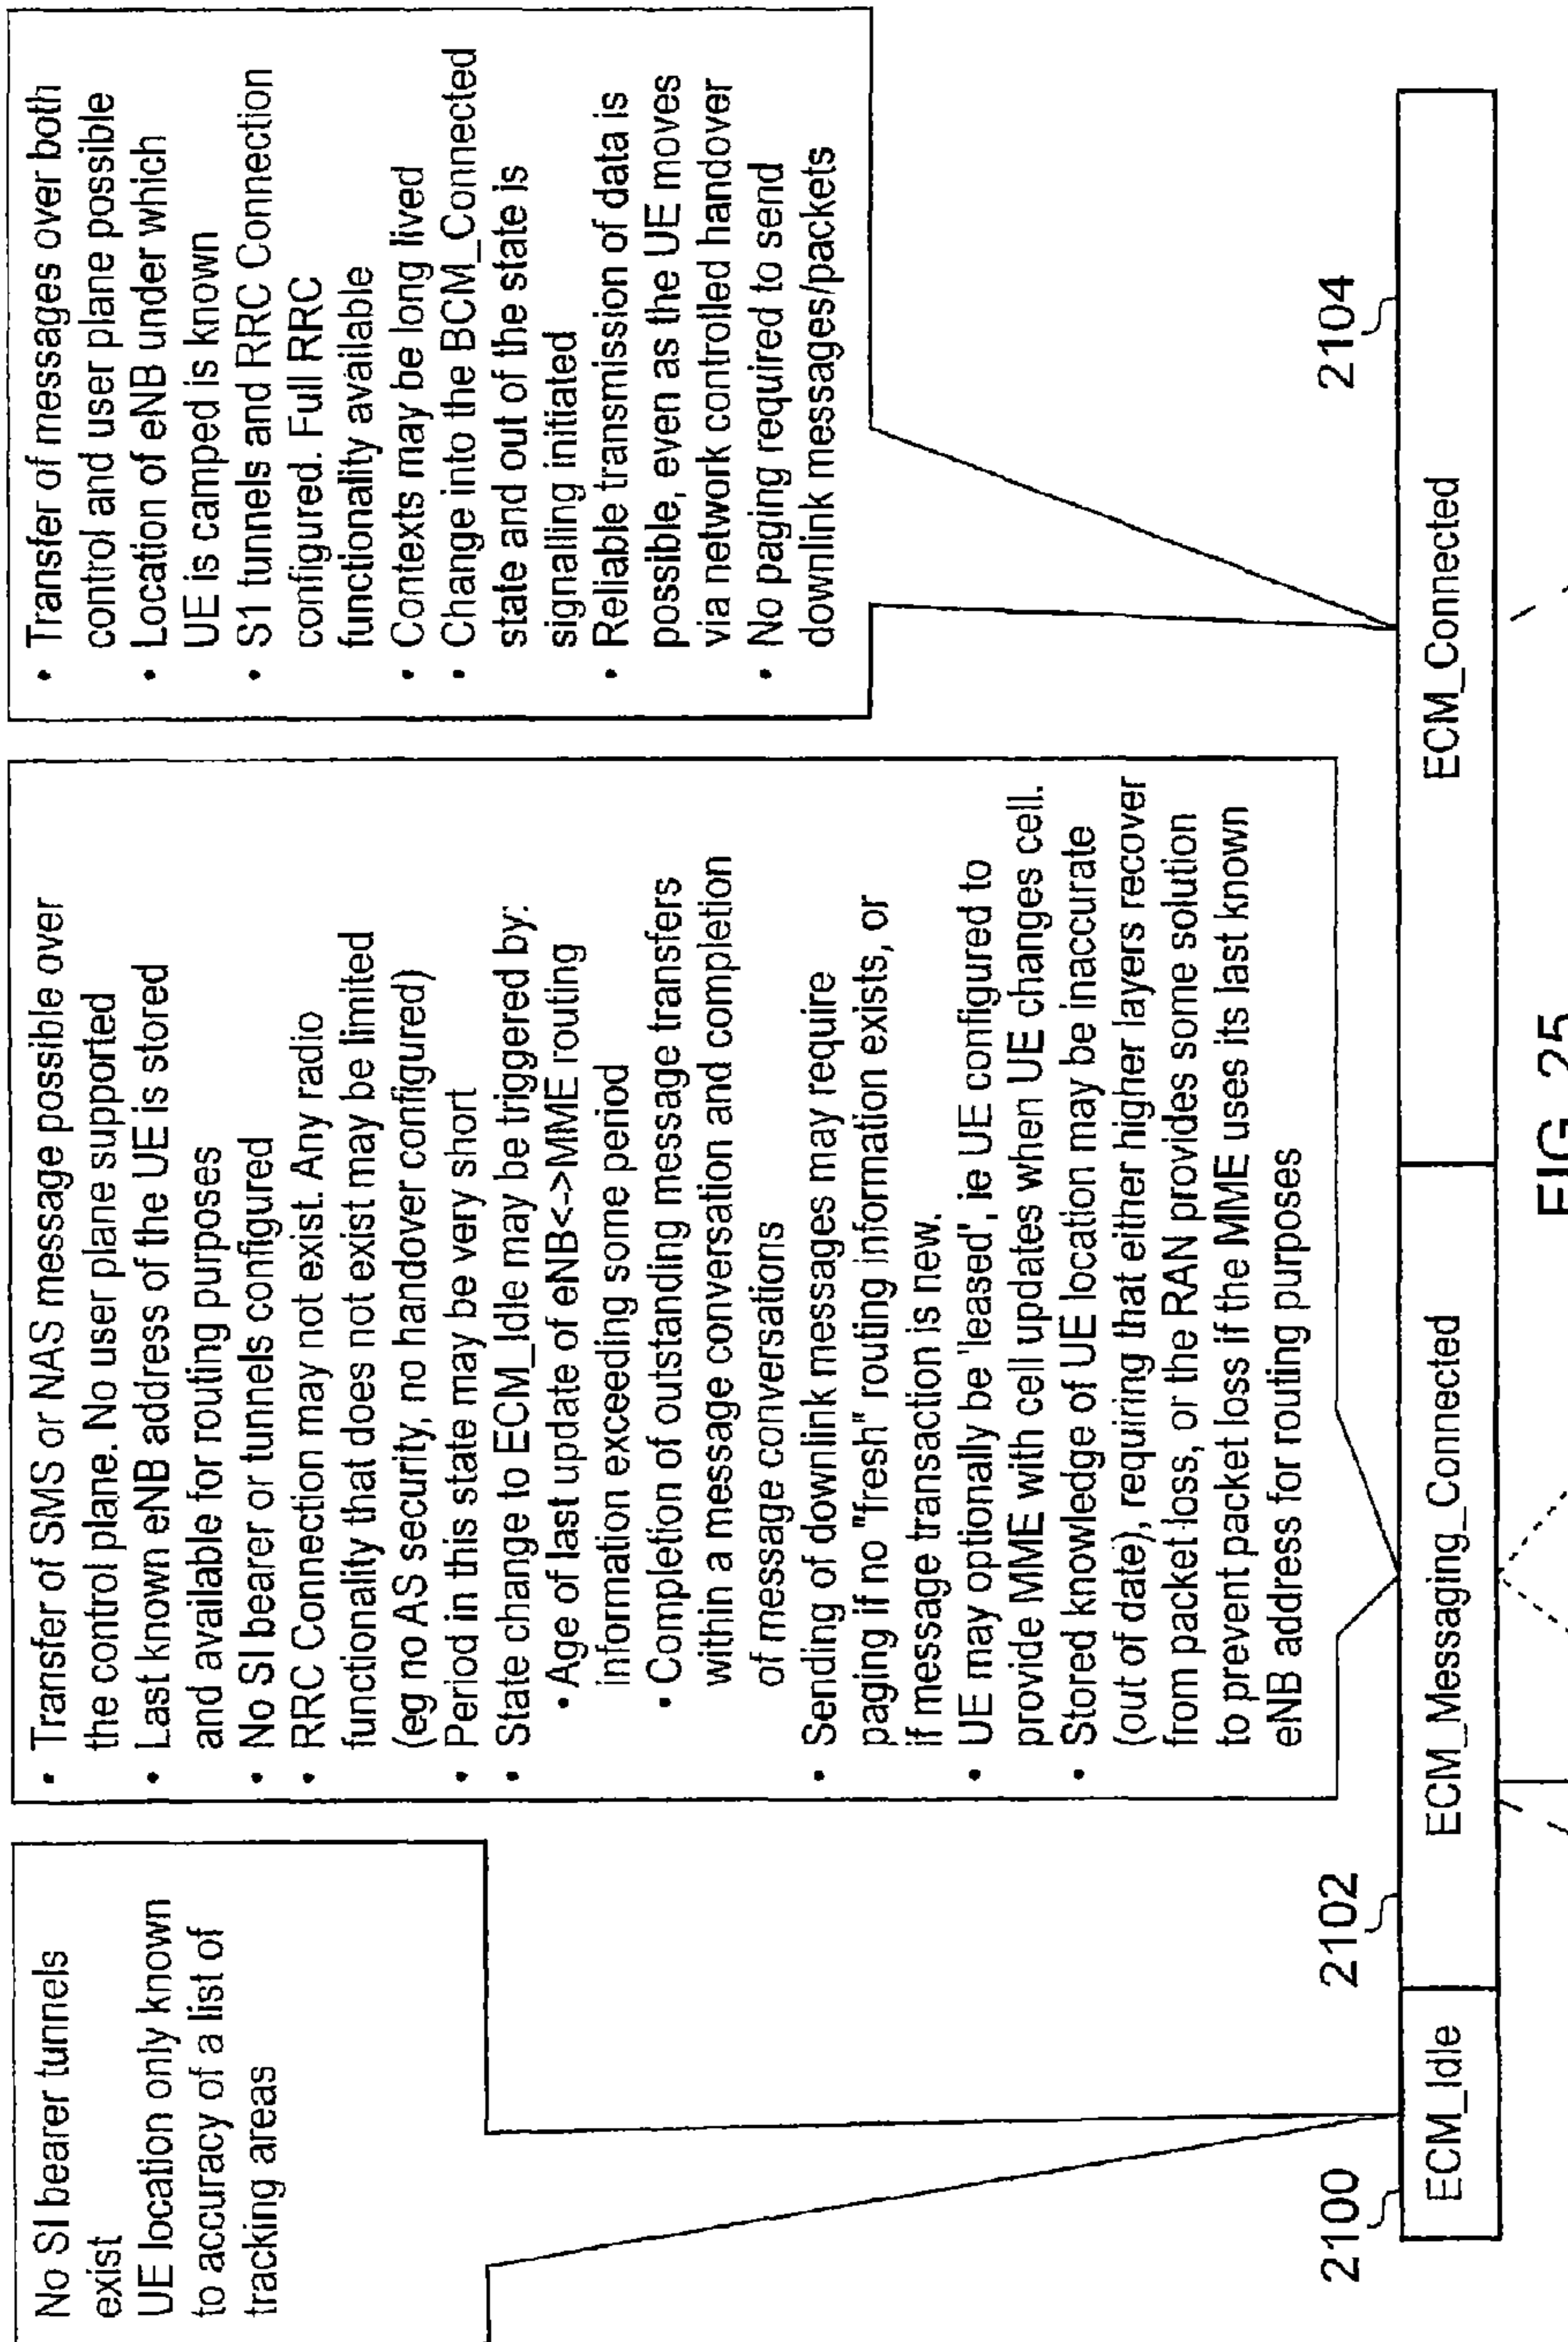 No SI bearer tunnels
exist
UE location only known
to accuracy of a list of
tracking areas
• Transfer of SMS or NAS message possible over
the control plane. No user plane supported
• Last known eNB address of the UE is stored
and available for routing purposes
• No SI bearer or tunnels configured
• RRC Connection may not exist. Any radio
functionality that does not exist may be limited
(eg no AS security, no handover configured)
• Period in this state may be very short
• State change to ECM_Idle may be triggered by:
• Age of last update of eNB<->MME routing
information exceeding some period
• Completion of outstanding message transfers
within a message conversation and completion
of message conversations
• Sending of downlink messages may require
paging if no "fresh" routing information exists, or
if message transaction is new.
• UE may optionally be 'leased', ie UE configured to
provide MME with cell updates when UE changes cell.
• Stored knowledge of UE location may be inaccurate
(out of date), requiring that either higher layers recover
from packet loss, or the RAN provides some solution
to prevent packet loss if the MME uses its last known
eNB address for routing purposes
• Transfer of messages over both
control and user plane possible
• Location of eNB under which
UE is camped is known
• S1 tunnels and RRC Connection
configured. Full RRC
functionality available
• Contexts may be long lived
• Change into the BCM_Connected
state and out of the state is
signalling initiated
• Reliable transmission of data is
possible, even as the UE moves
via network controlled handover
• No paging required to send
downlink messages/packets
2100
2102
2104
ECM_Idle
ECM_Messaging_Connected
ECM_Connected
FIG. 25